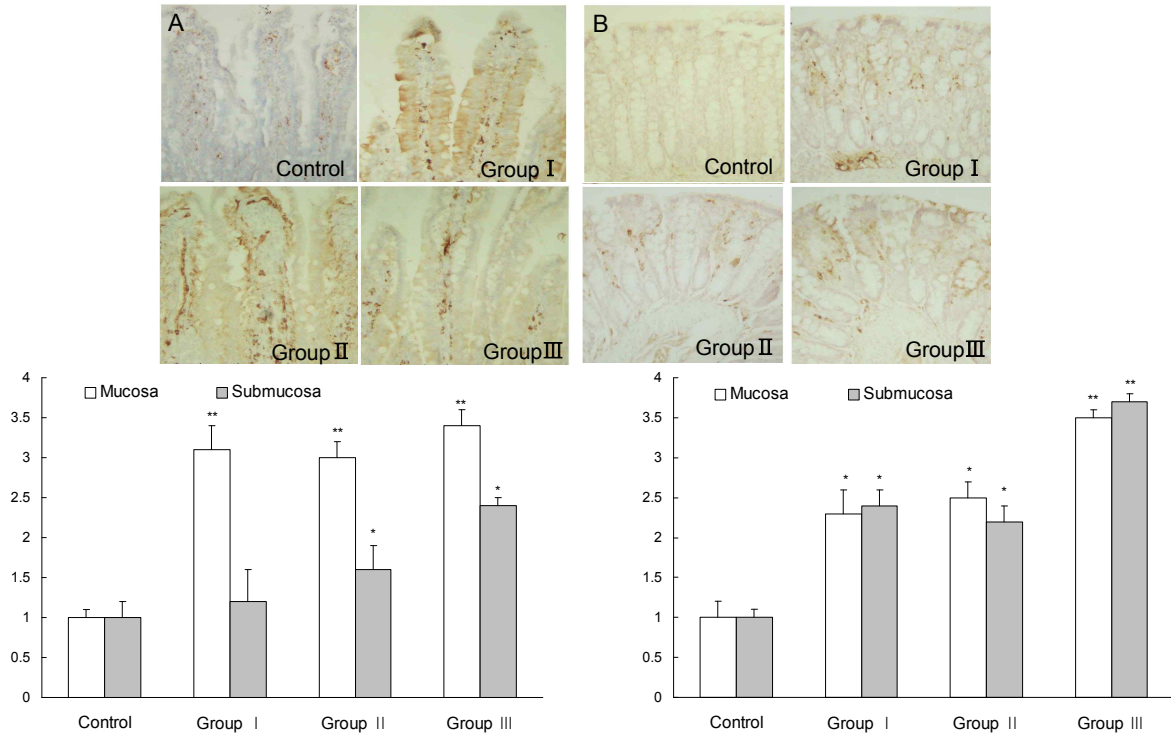 A
B
Control
Group Ⅰ
Control
Group Ⅰ
Group Ⅱ
Group Ⅲ
Group Ⅱ
Group Ⅲ
4
3.5
3
2.5
2
1.5
1
0.5
0
Mucosa
Submucosa
**
**
**
*
*
Control
Group Ⅰ
Group Ⅱ
Group Ⅲ
4
3.5
3
2.5
2
1.5
1
0.5
0
Mucosa
Submucosa
*
*
*
*
**
**
Control
Group Ⅰ
Group Ⅱ
Group Ⅲ